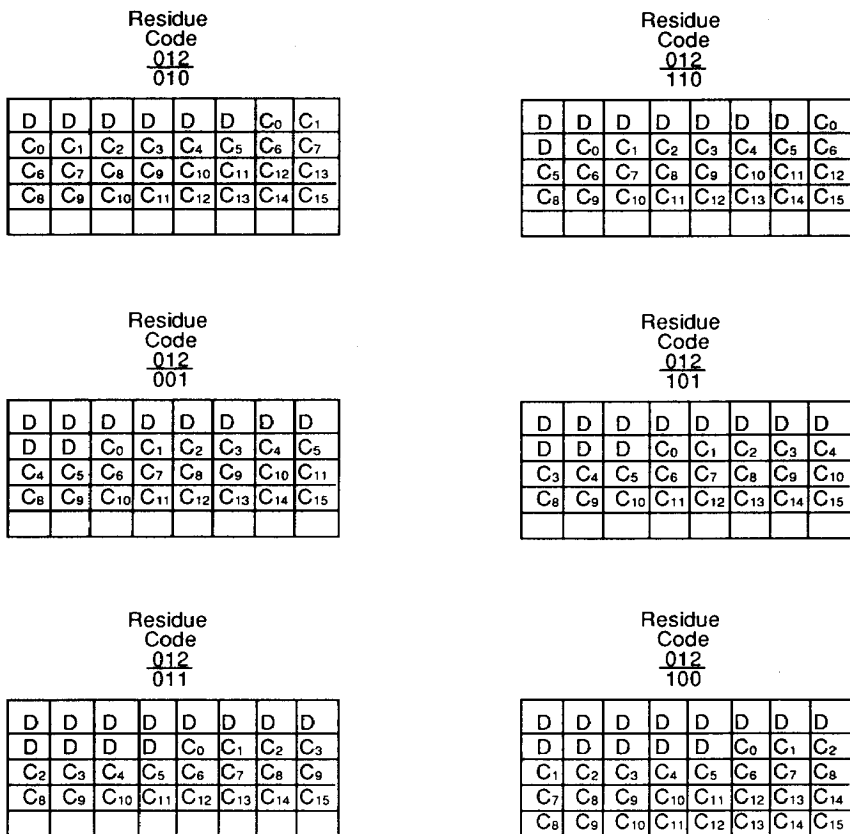 Residue
Code
012
010
D D D D D D C₀ C₁
C₀ C₁ C₂ C₃ C₄ C₅ C₆ C₇
C₆ C₇ C₈ C₉ C₁₀ C₁₁ C₁₂ C₁₃
C₈ C₉ C₁₀ C₁₁ C₁₂ C₁₃ C₁₄ C₁₅
Residue
Code
012
110
D D D D D D D C₀
D C₀ C₁ C₂ C₃ C₄ C₅ C₆
C₅ C₆ C₇ C₈ C₉ C₁₀ C₁₁ C₁₂
C₈ C₉ C₁₀ C₁₁ C₁₂ C₁₃ C₁₄ C₁₅
Residue
Code
012
001
D D D D D D D D
D D C₀ C₁ C₂ C₃ C₄ C₅
C₄ C₅ C₆ C₇ C₈ C₉ C₁₀ C₁₁
C₈ C₉ C₁₀ C₁₁ C₁₂ C₁₃ C₁₄ C₁₅
Residue
Code
012
101
D D D D D D D D
D D D C₀ C₁ C₂ C₃ C₄
C₃ C₄ C₅ C₆ C₇ C₈ C₉ C₁₀
C₈ C₉ C₁₀ C₁₁ C₁₂ C₁₃ C₁₄ C₁₅
Residue
Code
012
011
D D D D D D D D
D D D D C₀ C₁ C₂ C₃
C₂ C₃ C₄ C₅ C₆ C₇ C₈ C₉
C₈ C₉ C₁₀ C₁₁ C₁₂ C₁₃ C₁₄ C₁₅
Residue
Code
012
100
D D D D D D D D
D D D D D C₀ C₁ C₂
C₁ C₂ C₃ C₄ C₅ C₆ C₇ C₈
C₇ C₈ C₉ C₁₀ C₁₁ C₁₂ C₁₃ C₁₄
C₈ C₉ C₁₀ C₁₁ C₁₂ C₁₃ C₁₄ C₁₅